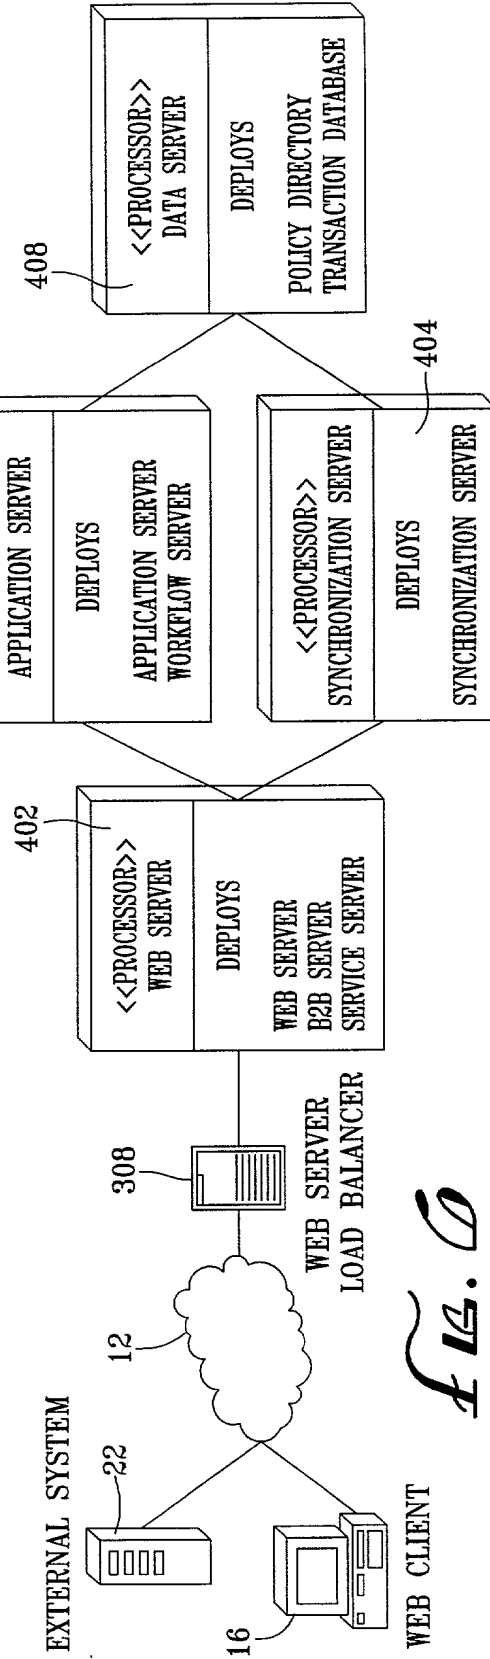 EXTERNAL SYSTEM
22
16
WEB CLIENT
12
308
WEB SERVER
LOAD BALANCER
402
<<PROCESSOR>>
WEB SERVER
DEPLOYS
WEB SERVER
B2B SERVER
SERVICE SERVER
APPLICATION SERVER
DEPLOYS
APPLICATION SERVER
WORKFLOW SERVER
<<PROCESSOR>>
SYNCHRONIZATION SERVER
DEPLOYS
SYNCHRONIZATION SERVER
404
408
<<PROCESSOR>>
DATA SERVER
DEPLOYS
POLICY DIRECTORY
TRANSACTION DATABASE
FIG. 6